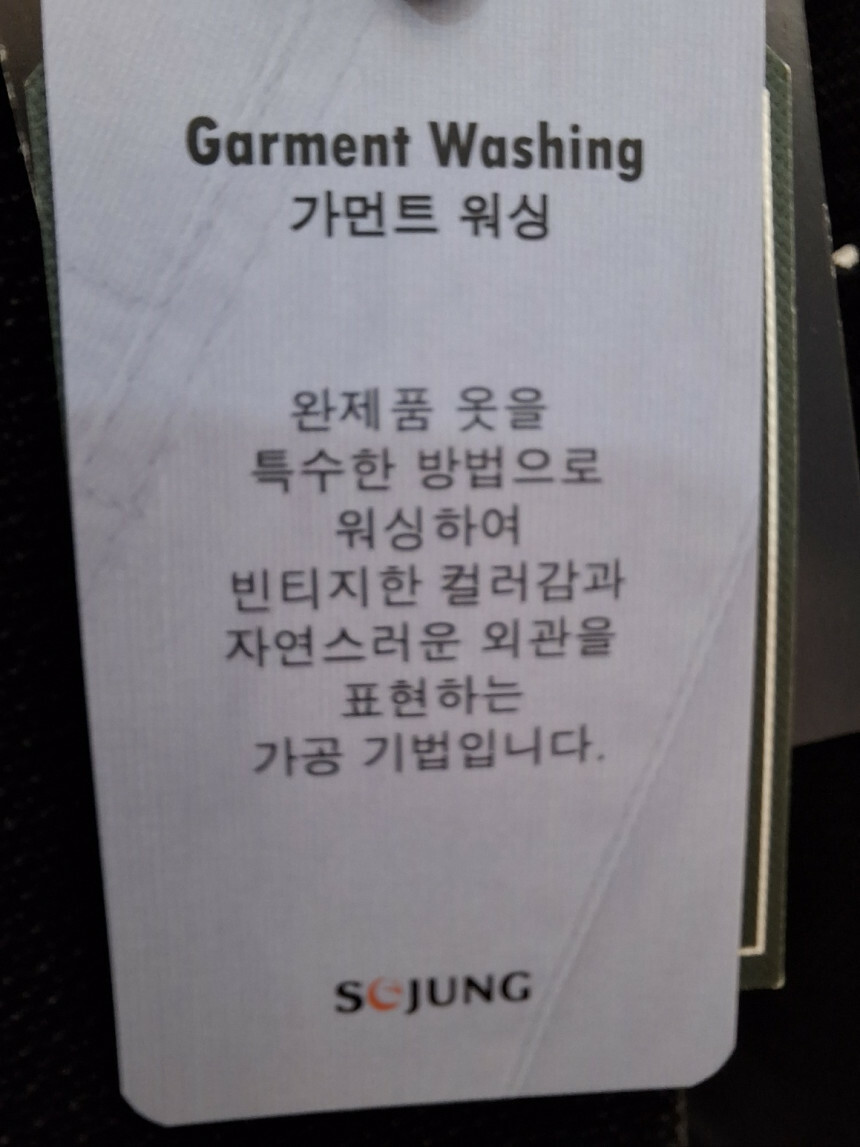 Garment Washing
가먼트 워싱
완제품 옷을
특수한 방법으로
워싱하여
빈티지한 컬러감과
자연스러운 외관을
표현하는
가공 기법입니다.
SEJUNG